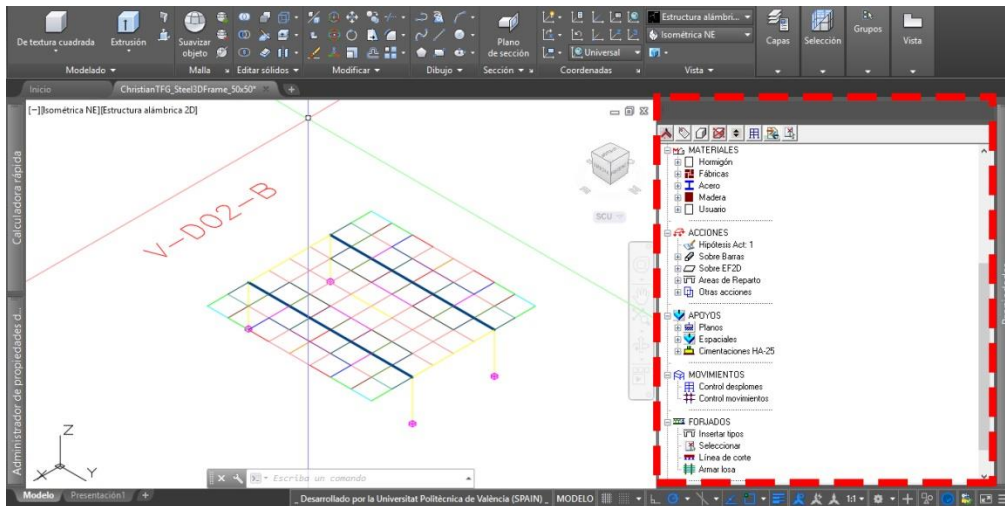 De textura cuadrada
Extrusión
Suavizar
objeto
Plano
de sección
Universal
Estructura alámbri...
Isométrica NE
Capas
Selección
Grupos
Vista
Modelado
Malla
Editar sólidos
Modificar
Dibujo
Sección
Coordenadas
Vista
Inicio
ChristianTFG_Steel3DFrame_50x50*
[−][Isométrica NE][Estructura alámbrica 2D]
Calculadora rápida
Administrador de propiedades d...
V-D02-B
SCU
Z
X
Y
MATERIALES
Hormigón
Fábricas
Acero
Madera
Usuario
ACCIONES
Hipótesis Act: 1
Sobre Barras
Sobre EF2D
Areas de Reparto
Otras acciones
APOYOS
Planos
Espaciales
Cimentaciones HA-25
MOVIMIENTOS
Control desplomes
Control movimientos
FORJADOS
Insertar tipos
Seleccionar
Línea de corte
Armar losa
Escriba un comando
Modelo
Presentación1
_ Desarrollado por la Universitat Politècnica de València (SPAIN) _
MODELO
1:1